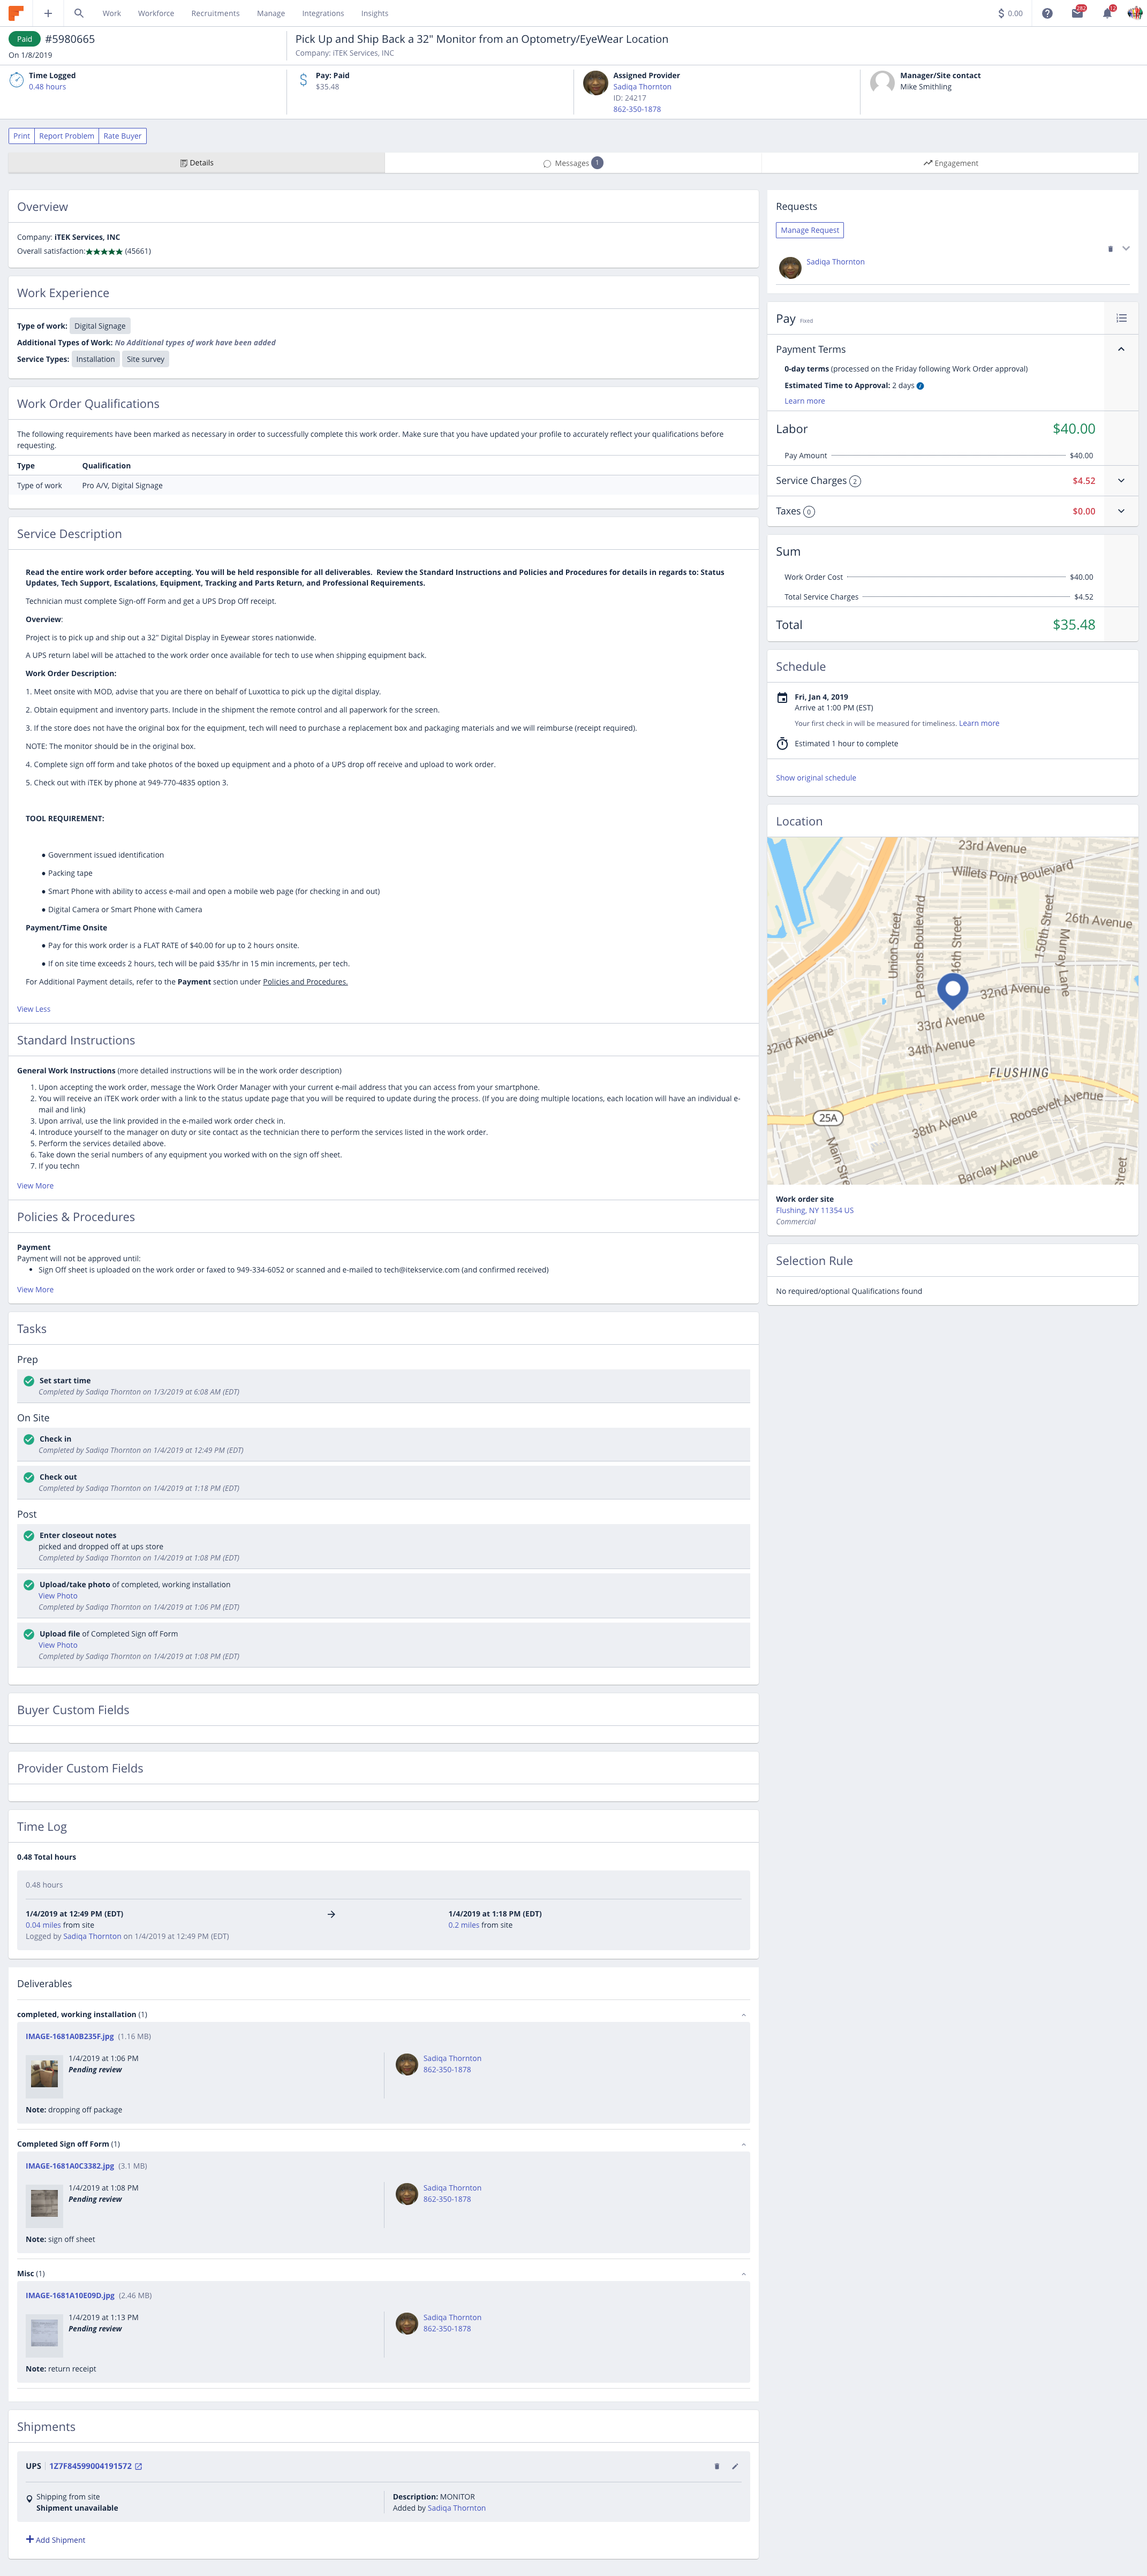 Work Workforce Recruitments Manage Integrations Insights
0.00
Paid #5980665
On 1/8/2019
Pick Up and Ship Back a 32" Monitor from an Optometry/EyeWear Location
Company: iTEK Services, INC
Time Logged
0.48 hours
Pay: Paid
$35.48
Assigned Provider
Sadiqa Thornton
ID: 24217
862-350-1878
Manager/Site contact
Mike Smithling
Print Report Problem Rate Buyer
Details
Messages 1
Engagement
Overview
Company: iTEK Services, INC
Overall satisfaction:★★★★★ (45661)
Work Experience
Type of work: Digital Signage
Additional Types of Work: No Additional types of work have been added
Service Types: Installation Site survey
Work Order Qualifications
The following requirements have been marked as necessary in order to successfully complete this work order. Make sure that you have updated your profile to accurately reflect your qualifications before
requesting.
Type Qualification
Type of work Pro A/V, Digital Signage
Service Description
Read the entire work order before accepting. You will be held responsible for all deliverables. Review the Standard Instructions and Policies and Procedures for details in regards to: Status
Updates, Tech Support, Escalations, Equipment, Tracking and Parts Return, and Professional Requirements.
Technician must complete Sign-off Form and get a UPS Drop Off receipt.
Overview:
Project is to pick up and ship out a 32" Digital Display in Eyewear stores nationwide.
A UPS return label will be attached to the work order once available for tech to use when shipping equipment back.
Work Order Description:
1. Meet onsite with MOD, advise that you are there on behalf of Luxottica to pick up the digital display.
2. Obtain equipment and inventory parts. Include in the shipment the remote control and all paperwork for the screen.
3. If the store does not have the original box for the equipment, tech will need to purchase a replacement box and packaging materials and we will reimburse (receipt required).
NOTE: The monitor should be in the original box.
4. Complete sign off form and take photos of the boxed up equipment and a photo of a UPS drop off receive and upload to work order.
5. Check out with iTEK by phone at 949-770-4835 option 3.
TOOL REQUIREMENT:
● Government issued identification
● Packing tape
● Smart Phone with ability to access e-mail and open a mobile web page (for checking in and out)
● Digital Camera or Smart Phone with Camera
Payment/Time Onsite
● Pay for this work order is a FLAT RATE of $40.00 for up to 2 hours onsite.
● If on site time exceeds 2 hours, tech will be paid $35/hr in 15 min increments, per tech.
For Additional Payment details, refer to the Payment section under Policies and Procedures.
View Less
Standard Instructions
General Work Instructions (more detailed instructions will be in the work order description)
1. Upon accepting the work order, message the Work Order Manager with your current e-mail address that you can access from your smartphone.
2. You will receive an iTEK work order with a link to the status update page that you will be required to update during the process. (If you are doing multiple locations, each location will have an individual e-
mail and link)
3. Upon arrival, use the link provided in the e-mailed work order check in.
4. Introduce yourself to the manager on duty or site contact as the technician there to perform the services listed in the work order.
5. Perform the services detailed above.
6. Take down the serial numbers of any equipment you worked with on the sign off sheet.
7. If you techn
View More
Policies & Procedures
Payment
Payment will not be approved until:
• Sign Off sheet is uploaded on the work order or faxed to 949-334-6052 or scanned and e-mailed to tech@itekservice.com (and confirmed received)
View More
Tasks
Prep
Set start time
Completed by Sadiqa Thornton on 1/3/2019 at 6:08 AM (EDT)
On Site
Check in
Completed by Sadiqa Thornton on 1/4/2019 at 12:49 PM (EDT)
Check out
Completed by Sadiqa Thornton on 1/4/2019 at 1:18 PM (EDT)
Post
Enter closeout notes
picked and dropped off at ups store
Completed by Sadiqa Thornton on 1/4/2019 at 1:08 PM (EDT)
Upload/take photo of completed, working installation
View Photo
Completed by Sadiqa Thornton on 1/4/2019 at 1:06 PM (EDT)
Upload file of Completed Sign off Form
View Photo
Completed by Sadiqa Thornton on 1/4/2019 at 1:08 PM (EDT)
Buyer Custom Fields
Provider Custom Fields
Time Log
0.48 Total hours
0.48 hours
1/4/2019 at 12:49 PM (EDT) → 1/4/2019 at 1:18 PM (EDT)
0.04 miles from site 0.2 miles from site
Logged by Sadiqa Thornton on 1/4/2019 at 12:49 PM (EDT)
Deliverables
completed, working installation (1)
IMAGE-1681A0B235F.jpg (1.16 MB)
1/4/2019 at 1:06 PM
Pending review
Sadiqa Thornton
862-350-1878
Note: dropping off package
Completed Sign off Form (1)
IMAGE-1681A0C3382.jpg (3.1 MB)
1/4/2019 at 1:08 PM
Pending review
Sadiqa Thornton
862-350-1878
Note: sign off sheet
Misc (1)
IMAGE-1681A10E09D.jpg (2.46 MB)
1/4/2019 at 1:13 PM
Pending review
Sadiqa Thornton
862-350-1878
Note: return receipt
Shipments
UPS 1Z7F84599004191572
Shipping from site
Shipment unavailable
Description: MONITOR
Added by Sadiqa Thornton
+ Add Shipment
Requests
Manage Request
Sadiqa Thornton
Pay Fixed
Payment Terms
0-day terms (processed on the Friday following Work Order approval)
Estimated Time to Approval: 2 days
Learn more
Labor $40.00
Pay Amount $40.00
Service Charges 2 $4.52
Taxes 0 $0.00
Sum
Work Order Cost $40.00
Total Service Charges $4.52
Total $35.48
Schedule
Fri, Jan 4, 2019
Arrive at 1:00 PM (EST)
Your first check in will be measured for timeliness. Learn more
Estimated 1 hour to complete
Show original schedule
Location
23rd Avenue
Willets Point Boulevard
26th Avenue
150th Street
Murray Lane
Union Street
Parsons Boulevard
46th Street
32nd Avenue
33rd Avenue
32nd Avenue
34th Avenue
FLUSHING
Roosevelt Avenue
25A
38th Avenue
Main Stre
Barclay Avenue
Street
Work order site
Flushing, NY 11354 US
Commercial
Selection Rule
No required/optional Qualifications found